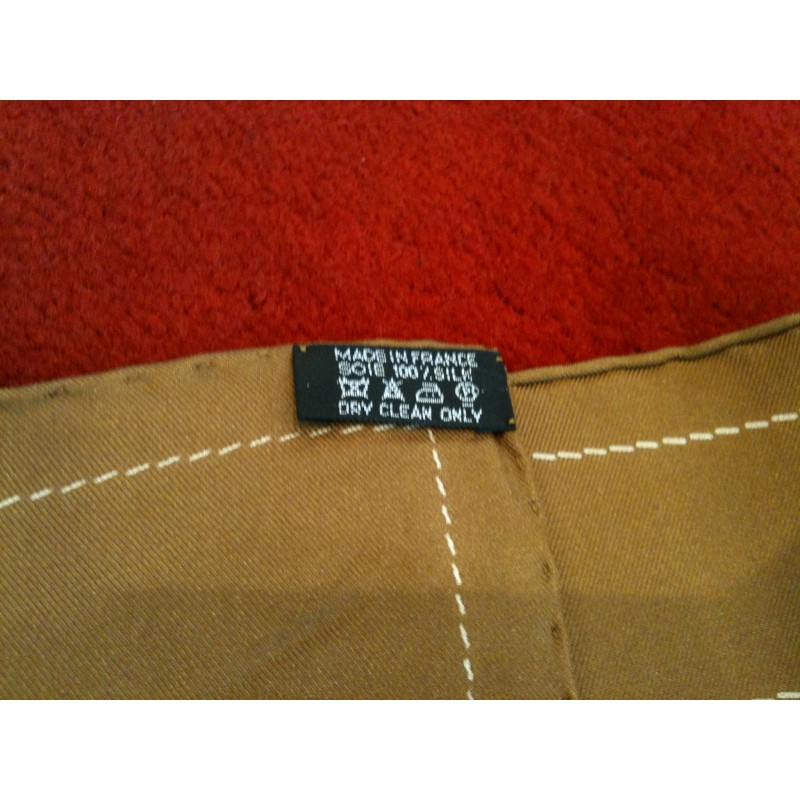 MADE IN FRANCE
SOIE 100% SILK
DRY CLEAN ONLY